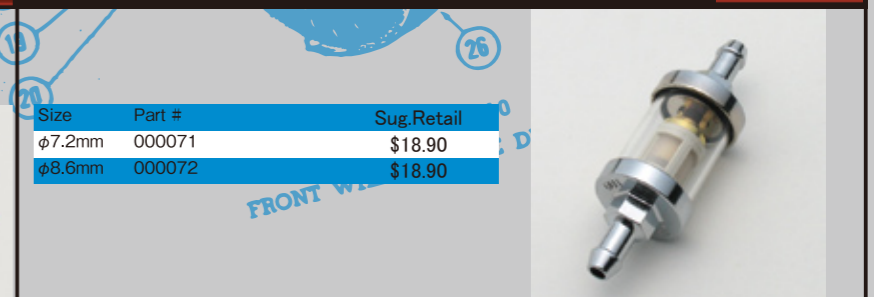 19
26
20
Size Part # Sug.Retail
φ7.2mm 000071 $18.90
φ8.6mm 000072 $18.90
FRONT